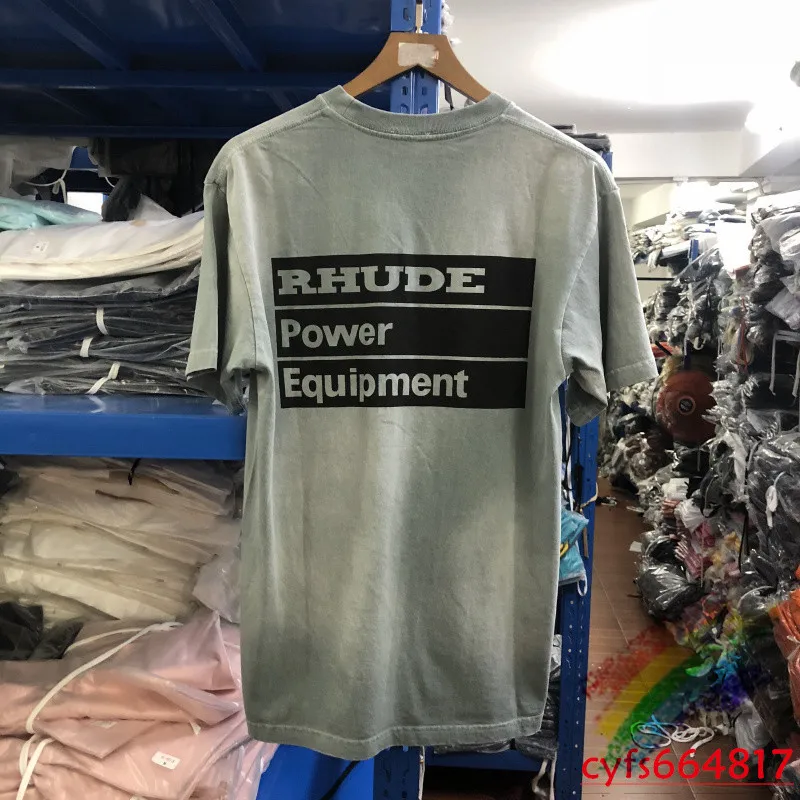 RHUDE
Power
Equipment
cyfs664817